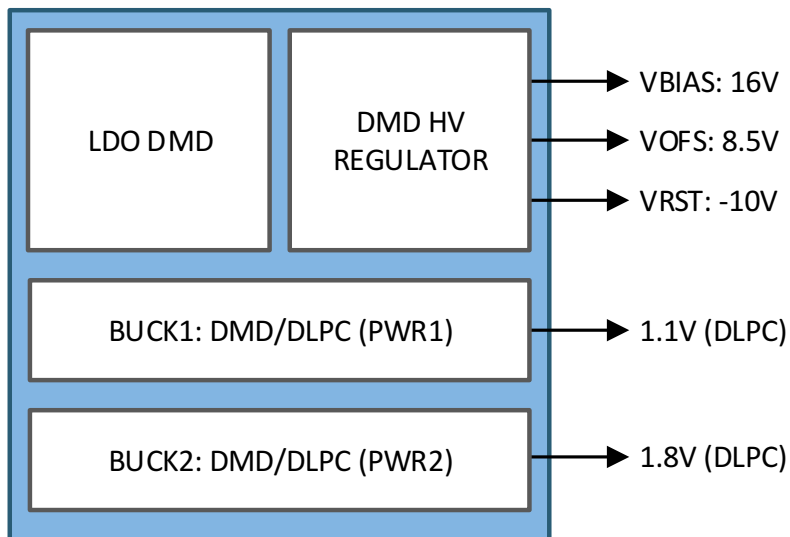 LDO DMD
DMD HV
REGULATOR
VBIAS: 16V
VOFS: 8.5V
VRST: -10V
BUCK1: DMD/DLPC (PWR1)
1.1V (DLPC)
BUCK2: DMD/DLPC (PWR2)
1.8V (DLPC)